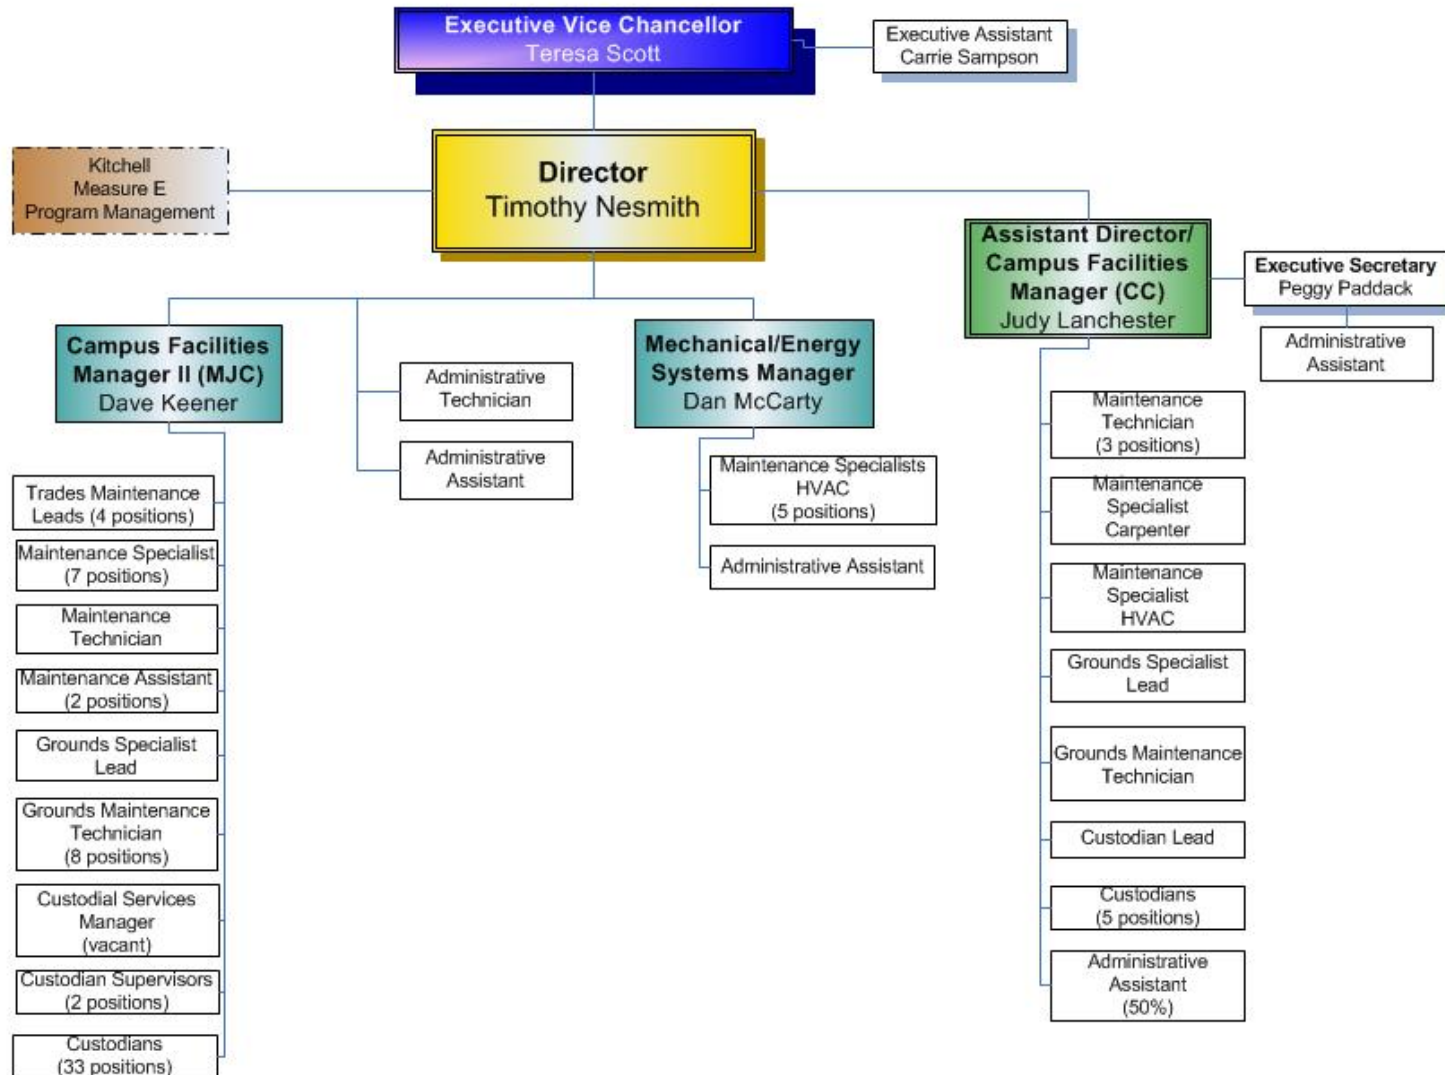 Executive Vice Chancellor
Teresa Scott
Executive Assistant
Carrie Sampson
Kitchell
Measure E
Program Management
Director
Timothy Nesmith
Assistant Director/
Campus Facilities
Manager (CC)
Judy Lanchester
Executive Secretary
Peggy Paddack
Administrative
Assistant
Campus Facilities
Manager II (MJC)
Dave Keener
Administrative
Technician
Administrative
Assistant
Mechanical/Energy
Systems Manager
Dan McCarty
Maintenance Specialists
HVAC
(5 positions)
Administrative Assistant
Trades Maintenance
Leads (4 positions)
Maintenance Specialist
(7 positions)
Maintenance
Technician
Maintenance Assistant
(2 positions)
Grounds Specialist
Lead
Grounds Maintenance
Technician
(8 positions)
Custodial Services
Manager
(vacant)
Custodian Supervisors
(2 positions)
Custodians
(33 positions)
Maintenance
Technician
(3 positions)
Maintenance
Specialist
Carpenter
Maintenance
Specialist
HVAC
Grounds Specialist
Lead
Grounds Maintenance
Technician
Custodian Lead
Custodians
(5 positions)
Administrative
Assistant
(50%)